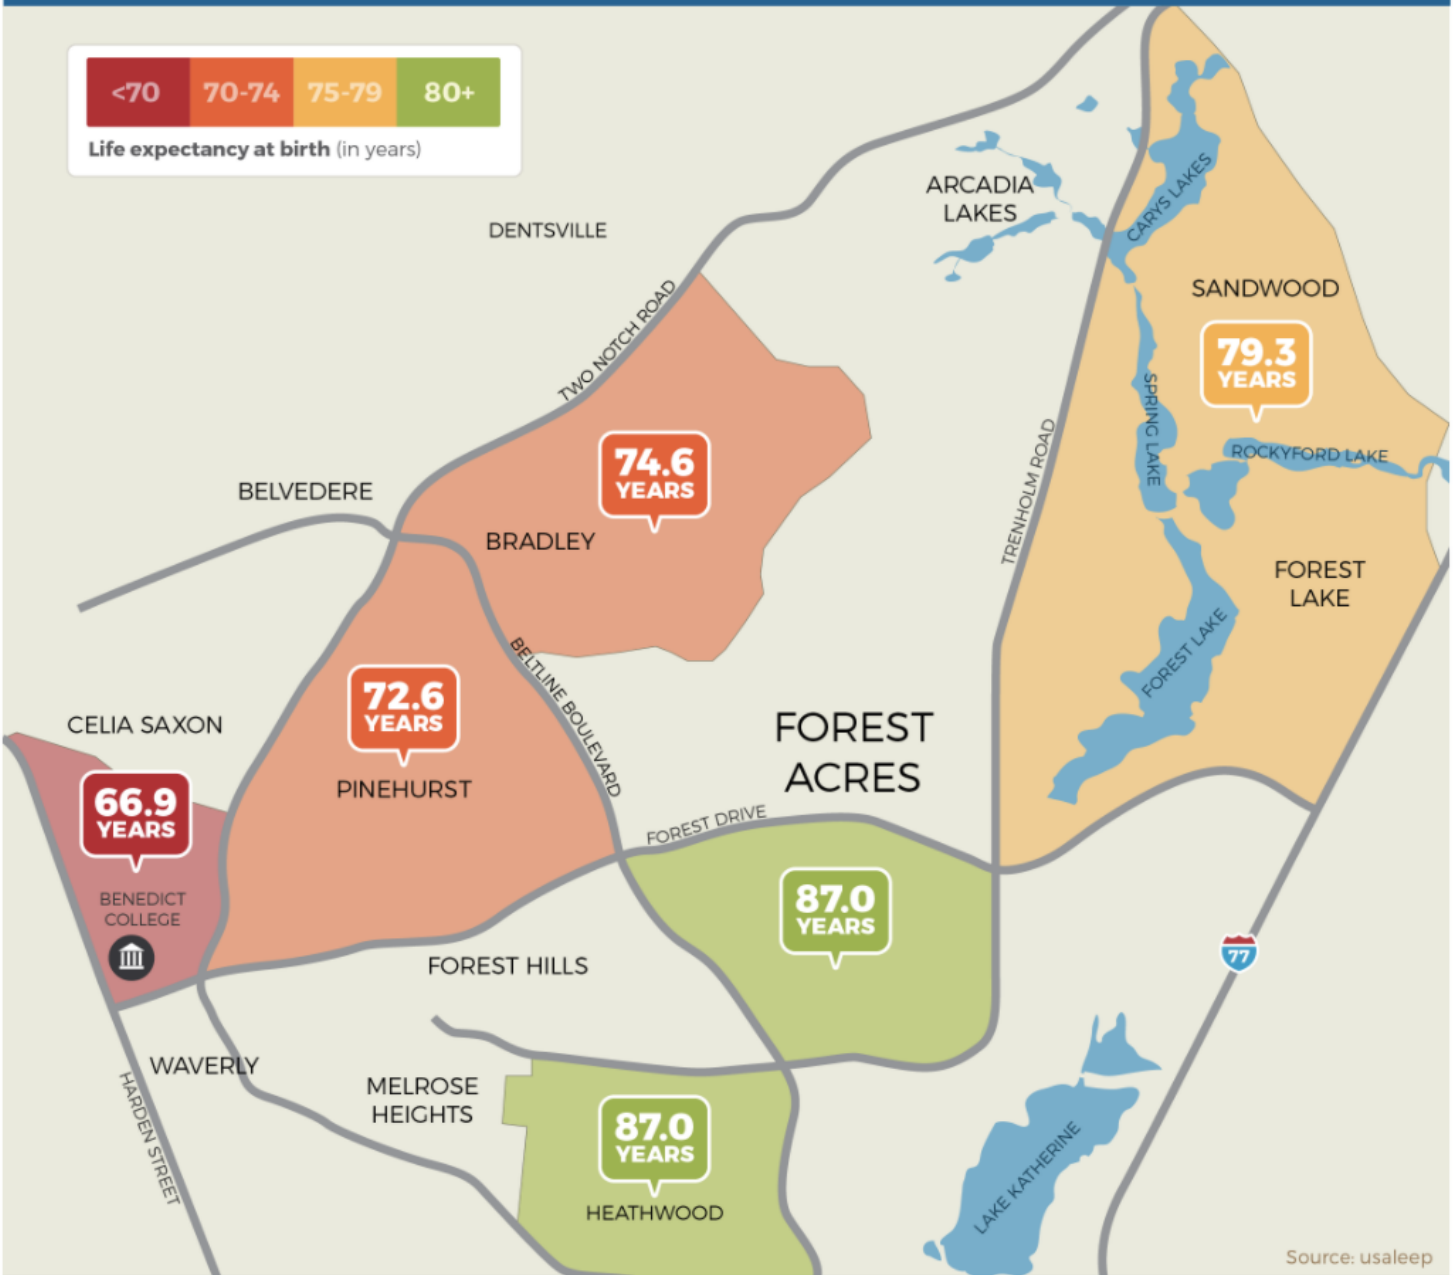 <70 70-74 75-79 80+
Life expectancy at birth (in years)
ARCADIA
LAKES
CARYS LAKES
DENTSVILLE
SANDWOOD
TWO NOTCH ROAD
79.3
YEARS
SPRING LAKE
74.6
YEARS
TRENHOLM ROAD
ROCKYFORD LAKE
BELVEDERE
BRADLEY
FOREST
LAKE
FOREST LAKE
BELTLINE BOULEVARD
72.6
YEARS
CELIA SAXON
FOREST
ACRES
PINEHURST
66.9
YEARS
FOREST DRIVE
BENEDICT
COLLEGE
87.0
YEARS
FOREST HILLS
77
WAVERLY
HARDEN STREET
MELROSE
HEIGHTS
87.0
YEARS
HEATHWOOD
LAKE KATHERINE
Source: usaleep